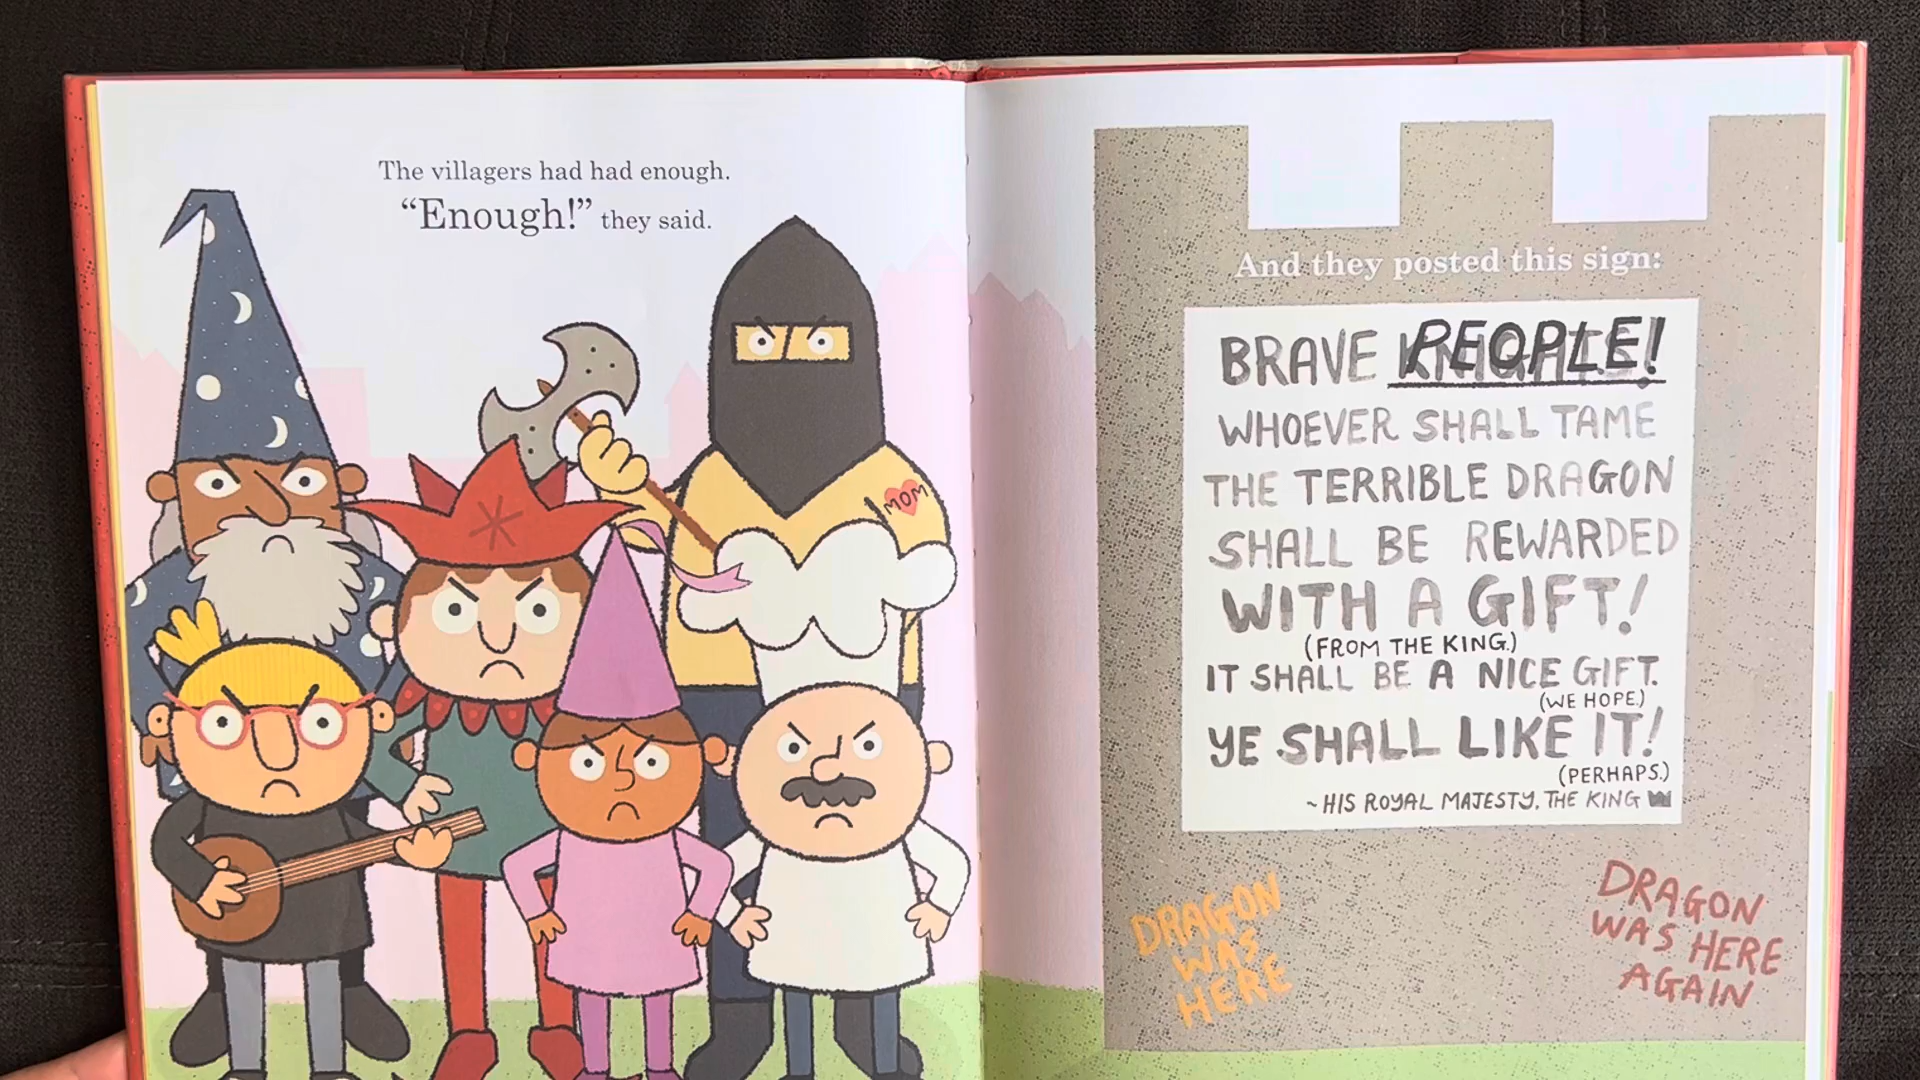 The villagers had had enough.
“Enough!” they said.
MOM
And they posted this sign:
BRAVE PEOPLE!
WHOEVER SHALL TAME
THE TERRIBLE DRAGON
SHALL BE REWARDED
WITH A GIFT!
(FROM THE KING.)
IT SHALL BE A NICE GIFT.
(WE HOPE.)
YE SHALL LIKE IT!
(PERHAPS.)
~HIS ROYAL MAJESTY, THE KING
DRAGON
WAS
HERE
DRAGON
WAS HERE
AGAIN